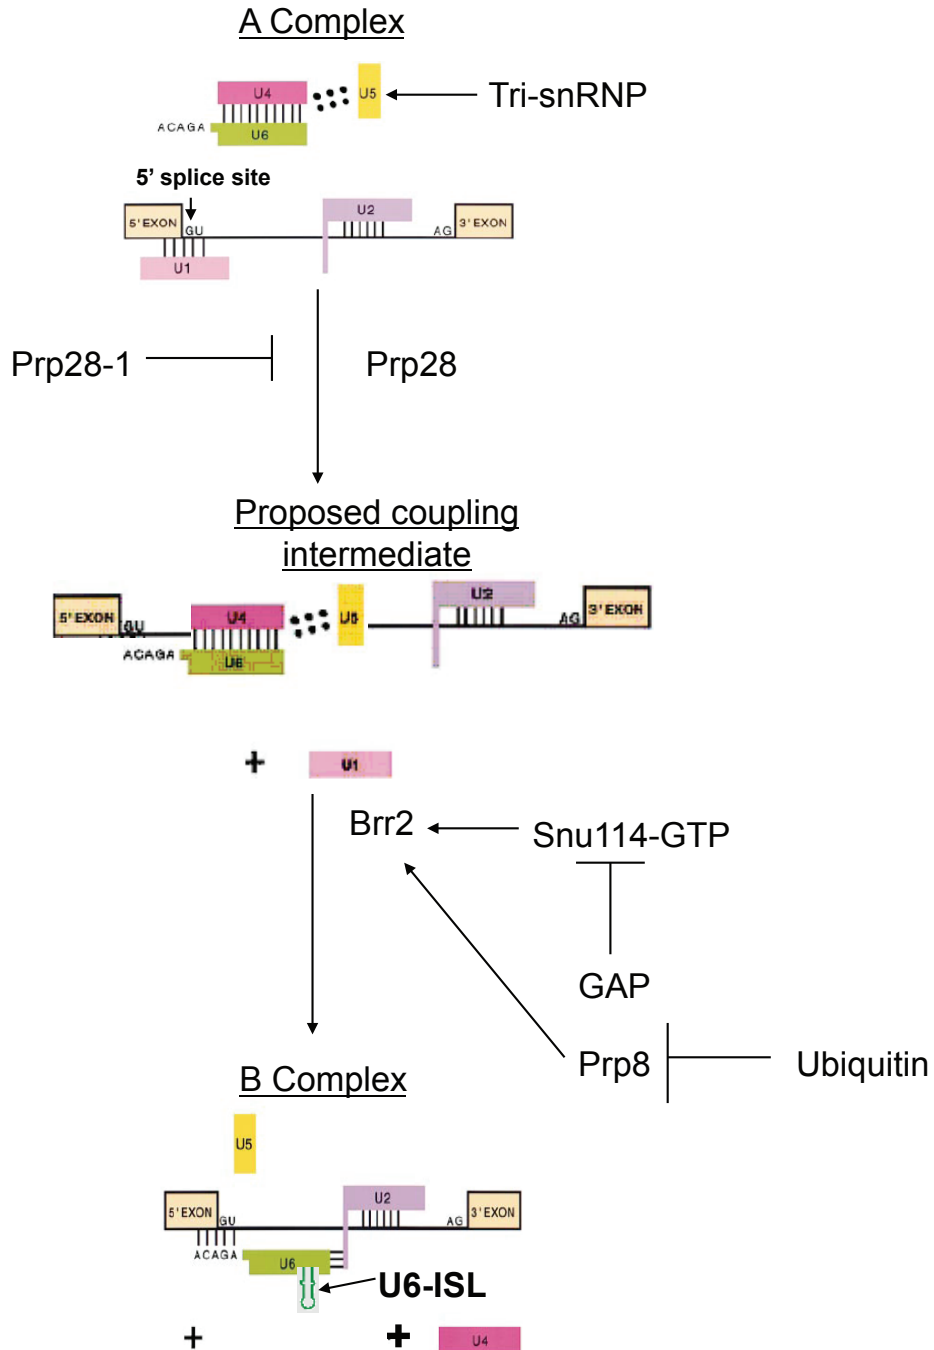 A Complex
U4
U5
Tri-snRNP
ACAGA
U6
5' splice site
5' EXON
GU
U2
AG
3' EXON
U1
Prp28-1
Prp28
Proposed coupling
intermediate
5' EXON
GU
U4
U5
U2
AG
3' EXON
ACAGA
U6
+
U1
Brr2
Snu114-GTP
GAP
Prp8
Ubiquitin
B Complex
U5
5' EXON
GU
U2
AG
3' EXON
ACAGA
U6
U6-ISL
+
+
U4